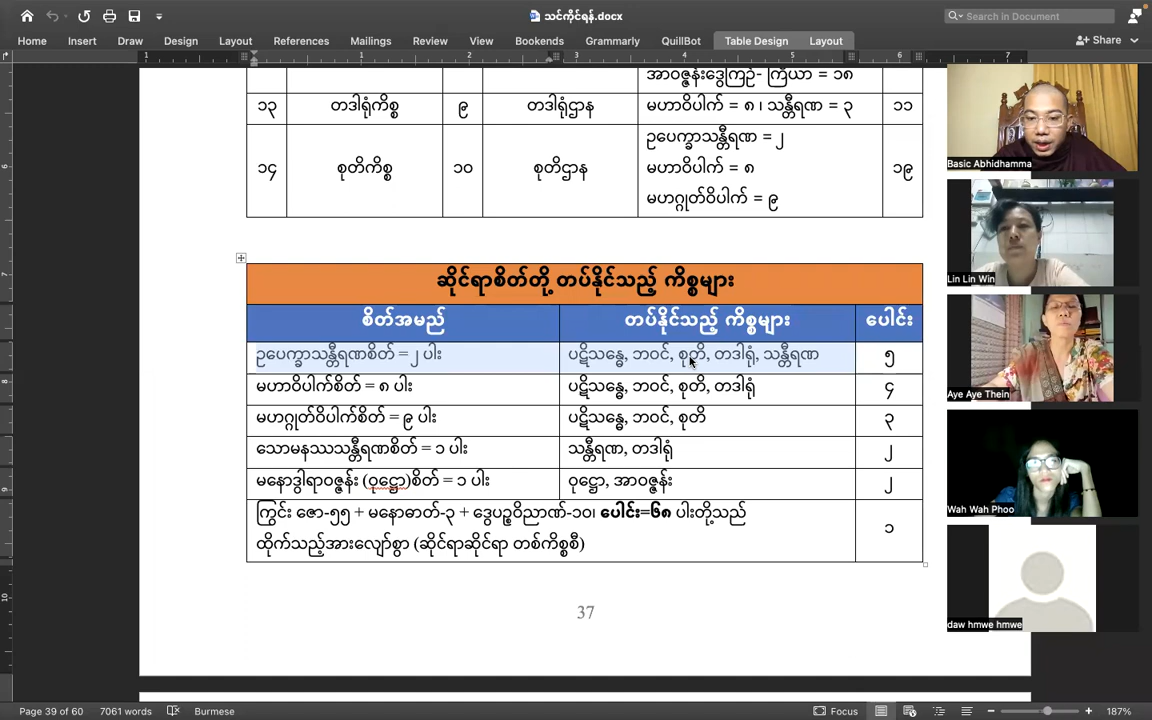 သင်ကိုင်ရန်.docx
Search in Document
Home Insert Draw Design Layout References Mailings Review View Bookends Grammarly QuillBot Table Design Layout Share
အာဝဇ္ဇန်းဒွေကြဉ်- ကြိယာ = ၁၈
၁၃ တဒါရုံကိစ္စ ၉ တဒါရုံဌာန မဟာဝိပါက် = ၈ ၊ သန္တီရဏ = ၃ ၁၁
ဥပေက္ခာသန္တီရဏ = ၂
၁၄ စုတိကိစ္စ ၁၀ စုတိဌာန မဟာဝိပါက် = ၈ ၁၉
မဟဂ္ဂုတ်ဝိပါက် = ၉
ဆိုင်ရာစိတ်တို့ တပ်နိုင်သည့် ကိစ္စများ
စိတ်အမည် တပ်နိုင်သည့် ကိစ္စများ ပေါင်း
ဥပေက္ခာသန္တီရဏစိတ် = ၂ ပါး ပဋိသန္ဓေ, ဘဝင်, စုတိ, တဒါရုံ, သန္တီရဏ ၅
မဟာဝိပါက်စိတ် = ၈ ပါး ပဋိသန္ဓေ, ဘဝင်, စုတိ, တဒါရုံ ၄
မဟဂ္ဂုတ်ဝိပါက်စိတ် = ၉ ပါး ပဋိသန္ဓေ, ဘဝင်, စုတိ ၃
သောမနဿသန္တီရဏစိတ် = ၁ ပါး သန္တီရဏ, တဒါရုံ ၂
မနောဒွါရာဝဇ္ဇန်း (ဝုဋ္ဌော)စိတ် = ၁ ပါး ဝုဋ္ဌော, အာဝဇ္ဇန်း ၂
ကြွင်း ဇော-၅၅ + မနောဓာတ်-၃ + ဒွေပဉ္စဝိညာဏ်-၁၀၊ ပေါင်း=၆၈ ပါးတို့သည်
ထိုက်သည့်အားလျော်စွာ (ဆိုင်ရာဆိုင်ရာ တစ်ကိစ္စစီ) ၁
37
Basic Abhidhamma
Lin Lin Win
Aye Aye Thein
Wah Wah Phoo
daw hmwe hmwe
Page 39 of 60 7061 words Burmese Focus 187%